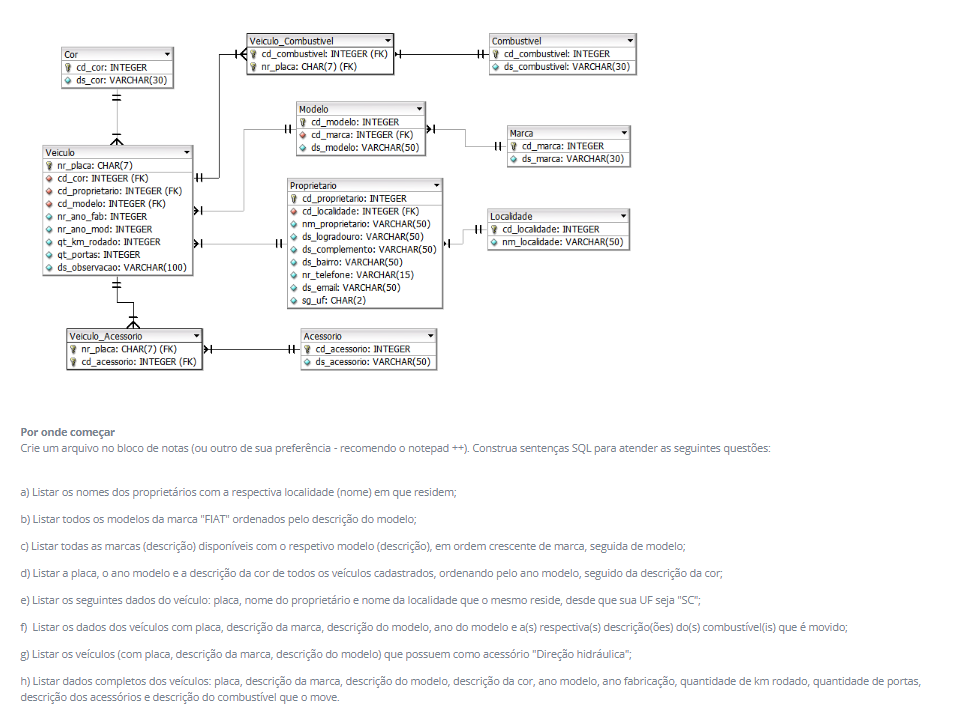 Cor
cd_cor: INTEGER
ds_cor: VARCHAR(30)
Veiculo_Combustivel
cd_combustivel: INTEGER (FK)
nr_placa: CHAR(7) (FK)
Combustivel
cd_combustivel: INTEGER
ds_combustivel: VARCHAR(30)
Modelo
cd_modelo: INTEGER
cd_marca: INTEGER (FK)
ds_modelo: VARCHAR(50)
Marca
cd_marca: INTEGER
ds_marca: VARCHAR(30)
Veiculo
nr_placa: CHAR(7)
cd_cor: INTEGER (FK)
cd_proprietario: INTEGER (FK)
cd_modelo: INTEGER (FK)
nr_ano_fab: INTEGER
nr_ano_mod: INTEGER
qt_km_rodado: INTEGER
qt_portas: INTEGER
ds_observacao: VARCHAR(100)
Proprietario
cd_proprietario: INTEGER
cd_localidade: INTEGER (FK)
nm_proprietario: VARCHAR(50)
ds_logradouro: VARCHAR(50)
ds_complemento: VARCHAR(50)
ds_bairro: VARCHAR(50)
nr_telefone: VARCHAR(15)
ds_email: VARCHAR(50)
sg_uf: CHAR(2)
Localidade
cd_localidade: INTEGER
nm_localidade: VARCHAR(50)
Veiculo_Acessorio
nr_placa: CHAR(7) (FK)
cd_acessorio: INTEGER (FK)
Acessorio
cd_acessorio: INTEGER
ds_acessorio: VARCHAR(50)
Por onde começar
Crie um arquivo no bloco de notas (ou outro de sua preferência - recomendo o notepad ++). Construa sentenças SQL para atender as seguintes questões:
a) Listar os nomes dos proprietários com a respectiva localidade (nome) em que residem;
b) Listar todos os modelos da marca "FIAT" ordenados pelo descrição do modelo;
c) Listar todas as marcas (descrição) disponíveis com o respetivo modelo (descrição), em ordem crescente de marca, seguida de modelo;
d) Listar a placa, o ano modelo e a descrição da cor de todos os veículos cadastrados, ordenando pelo ano modelo, seguido da descrição da cor;
e) Listar os seguintes dados do veículo: placa, nome do proprietário e nome da localidade que o mesmo reside, desde que sua UF seja "SC";
f) Listar os dados dos veículos com placa, descrição da marca, descrição do modelo, ano do modelo e a(s) respectiva(s) descrição(ões) do(s) combustível(is) que é movido;
g) Listar os veículos (com placa, descrição da marca, descrição do modelo) que possuem como acessório "Direção hidráulica";
h) Listar dados completos dos veículos: placa, descrição da marca, descrição do modelo, descrição da cor, ano modelo, ano fabricação, quantidade de km rodado, quantidade de portas,
descrição dos acessórios e descrição do combustível que o move.